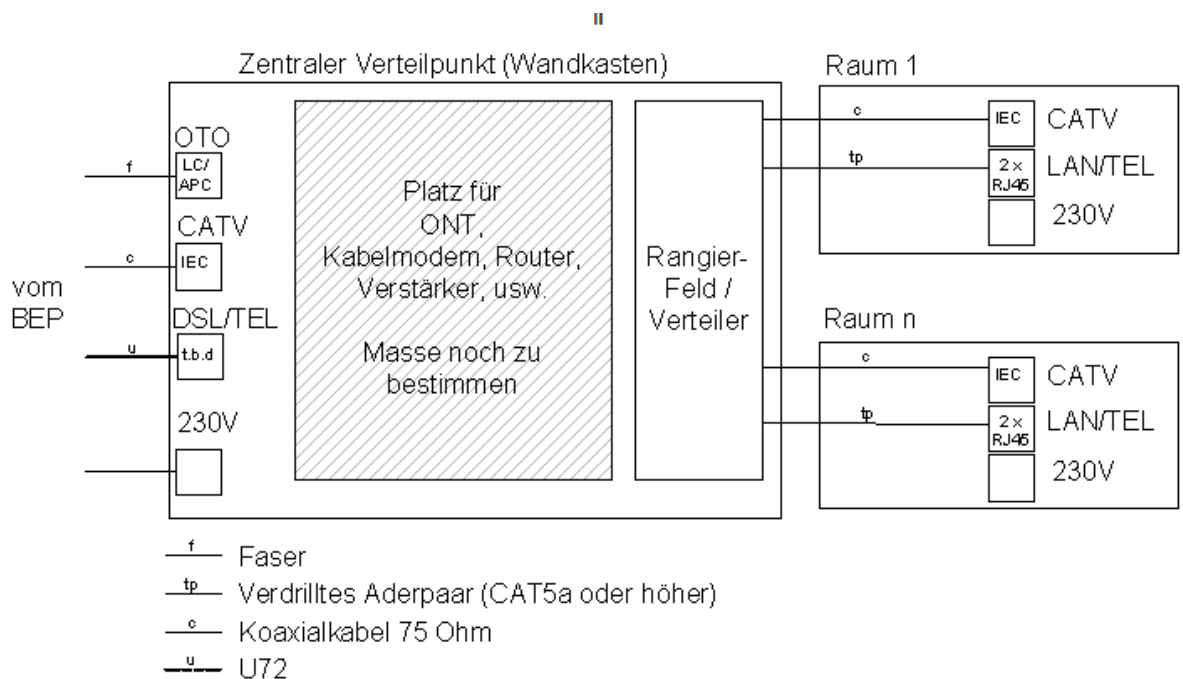 II
Zentraler Verteilpunkt (Wandkasten)
vom
BEP
f
OTO
LC/
APC
c
CATV
IEC
u
DSL/TEL
t.b.d
230V
Platz für
ONT,
Kabelmodem, Router,
Verstärker, usw.
Masse noch zu
bestimmen
Rangier-
Feld /
Verteiler
Raum 1
c
IEC
CATV
tp
2 x
RJ45
LAN/TEL
230V
Raum n
c
IEC
CATV
tp
2 x
RJ45
LAN/TEL
230V
f Faser
tp Verdrilltes Aderpaar (CAT5a oder höher)
c Koaxialkabel 75 Ohm
u U72